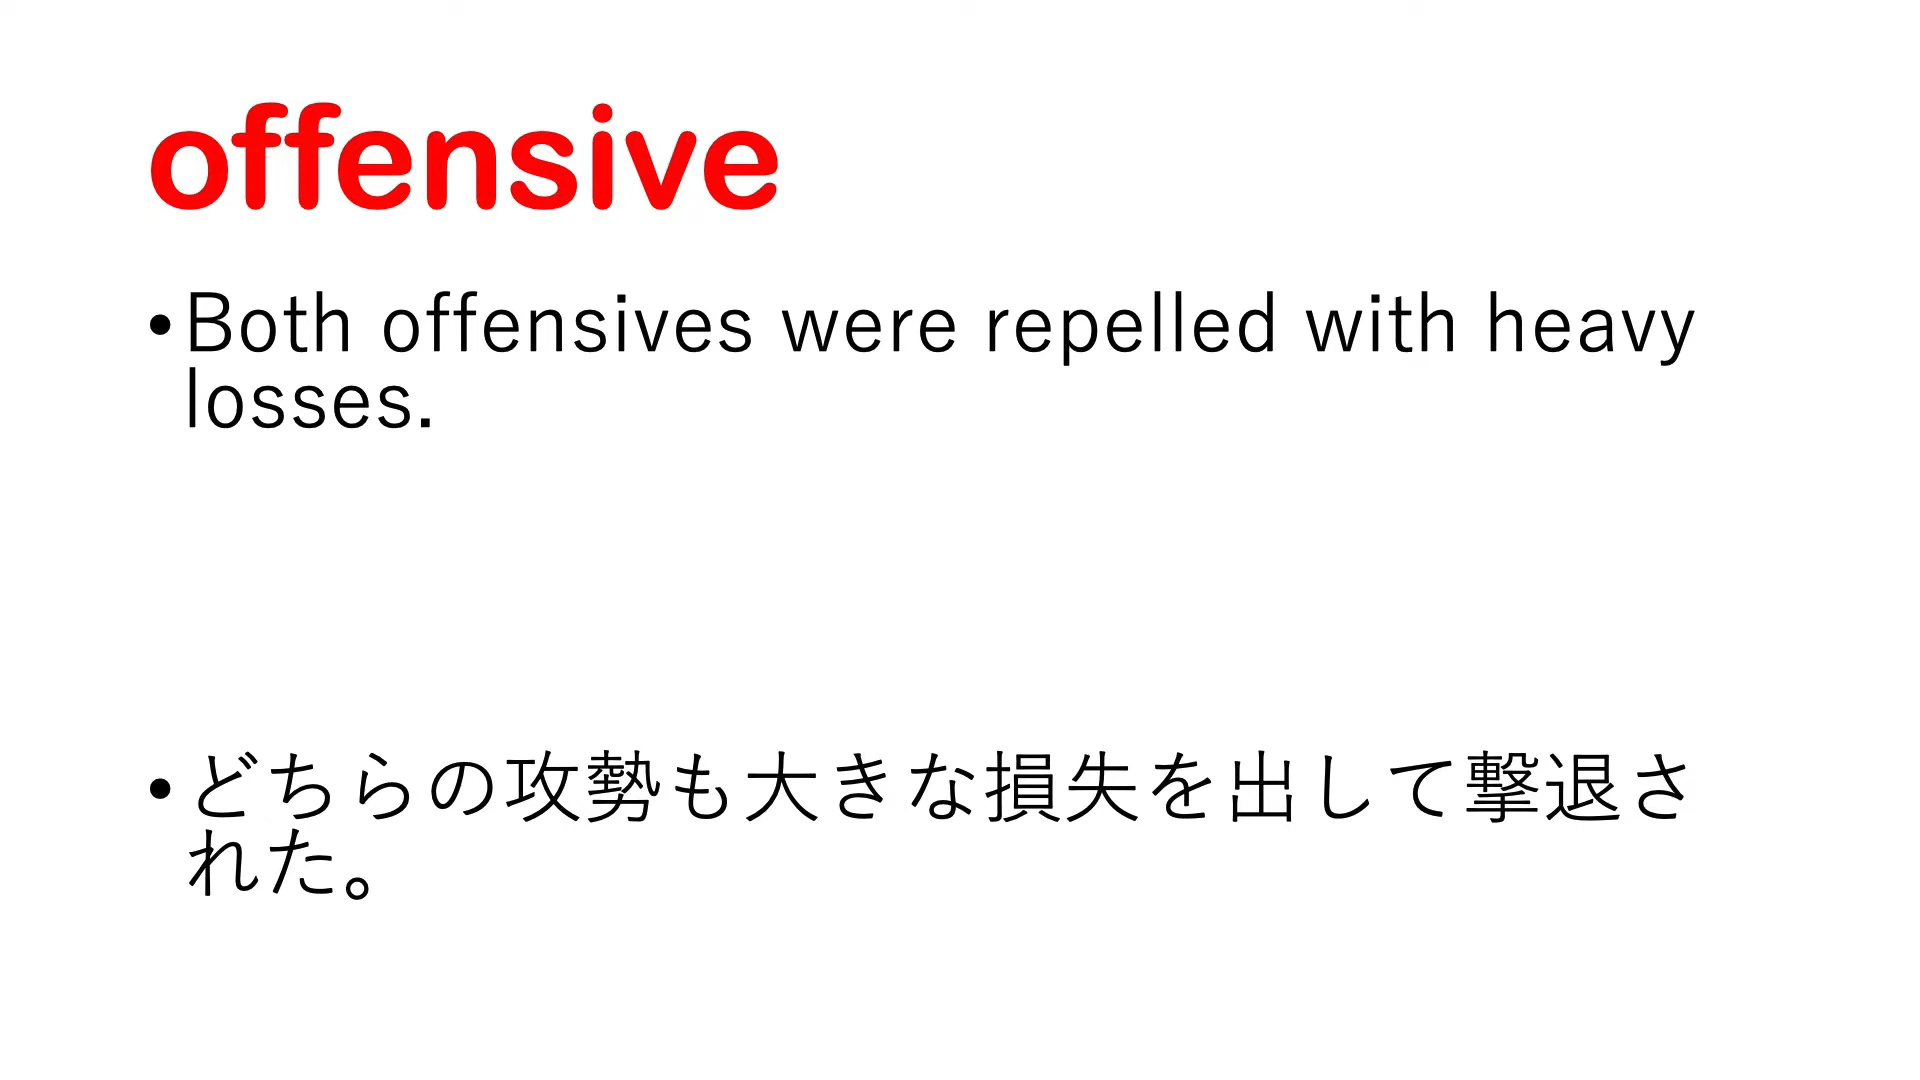 offensive
•Both offensives were repelled with heavy
losses.
•どちらの攻勢も大きな損失を出して撃退さ
れた。